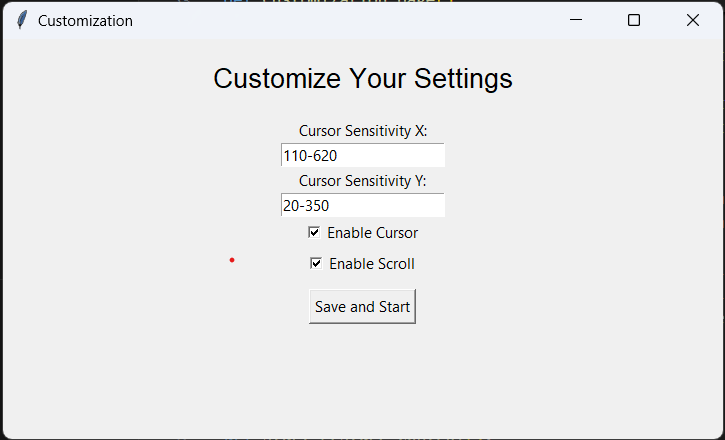 Customization
Customize Your Settings
Cursor Sensitivity X:
110-620
Cursor Sensitivity Y:
20-350
Enable Cursor
Enable Scroll
Save and Start